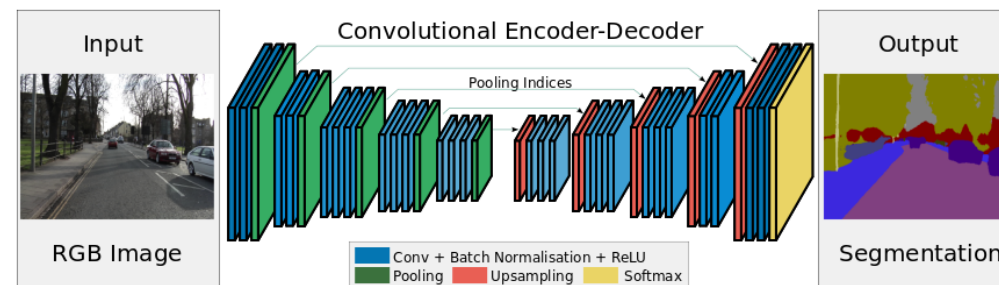 Input
Convolutional Encoder-Decoder
Output
Pooling Indices
RGB Image
Segmentation
Conv + Batch Normalisation + ReLU
Pooling
Upsampling
Softmax